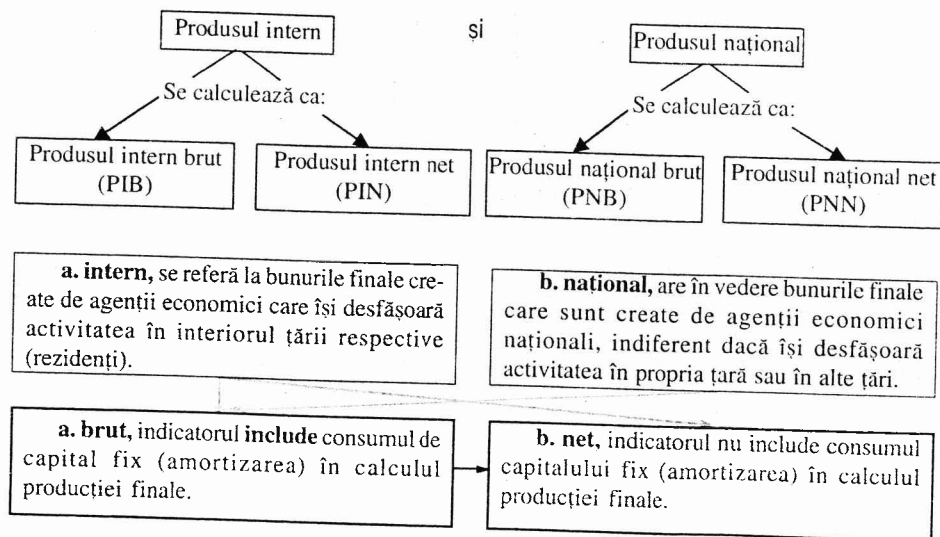 Produsul intern
și
Produsul național
Se calculează ca:
Se calculează ca:
Produsul intern brut
(PIB)
Produsul intern net
(PIN)
Produsul național brut
(PNB)
Produsul național net
(PNN)
a. intern, se referă la bunurile finale cre-
ate de agenții economici care își desfășoară
activitatea în interiorul țării respective
(rezidenți).
b. național, are în vedere bunurile finale
care sunt create de agenții economici
naționali, indiferent dacă își desfășoară
activitatea în propria țară sau în alte țări.
a. brut, indicatorul include consumul de
capital fix (amortizarea) în calculul
producției finale.
b. net, indicatorul nu include consumul
capitalului fix (amortizarea) în calculul
producției finale.